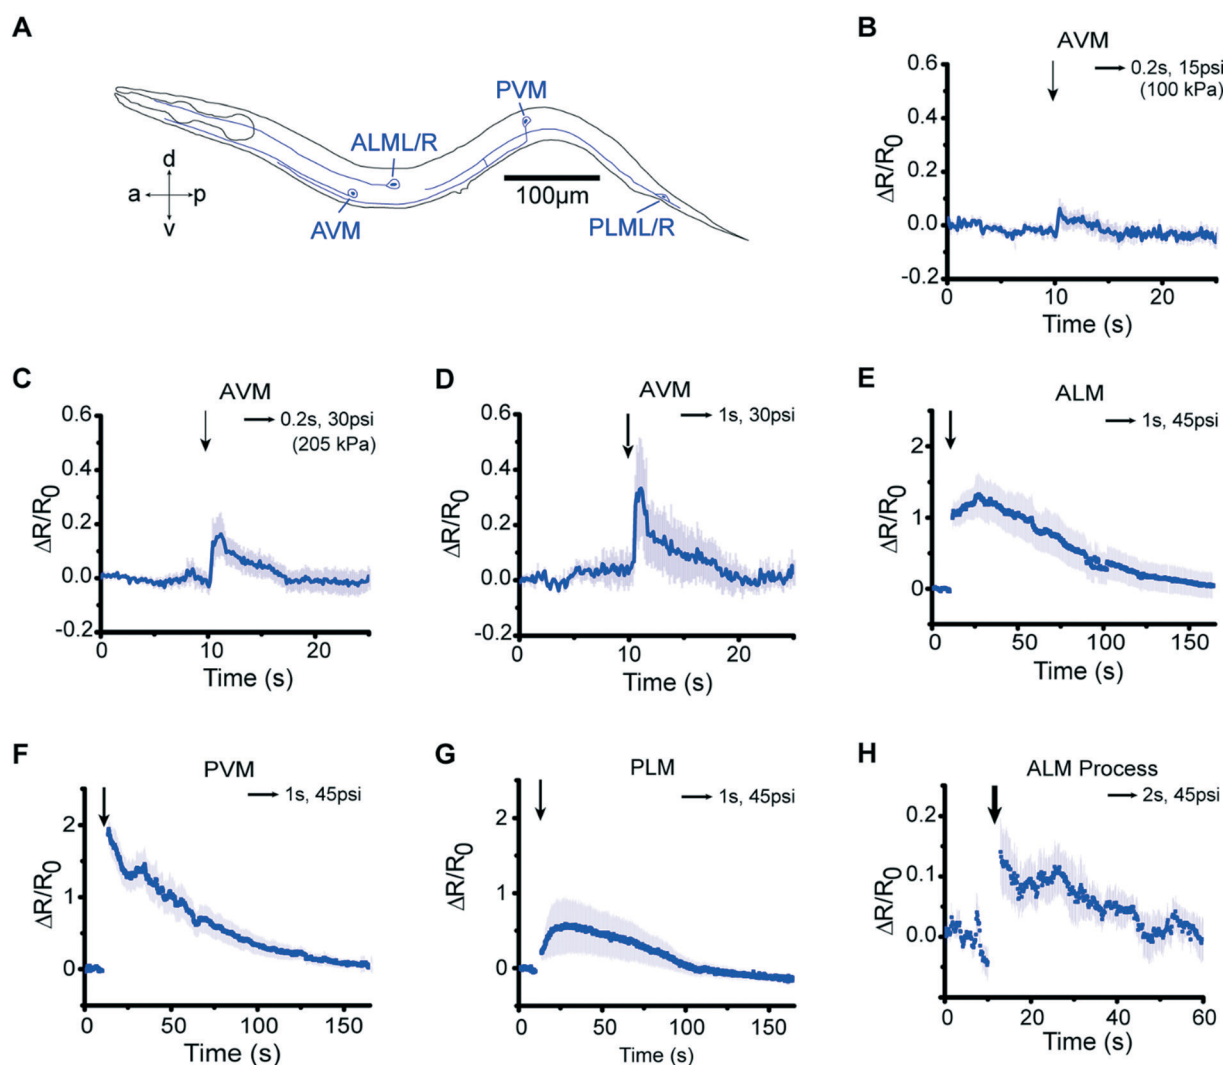 A
PVM
ALML/R
d
a p
v
100μm
AVM
PLML/R
B
AVM
0.2s, 15psi
(100 kPa)
0.6
0.4
0.2
0.0
-0.2
ΔR/R0
0 10 20
Time (s)
C
AVM
0.2s, 30psi
(205 kPa)
0.6
0.4
0.2
0.0
-0.2
ΔR/R0
0 10 20
Time (s)
D
AVM
1s, 30psi
0.6
0.4
0.2
0.0
-0.2
ΔR/R0
0 10 20
Time (s)
E
ALM
1s, 45psi
2
1
0
ΔR/R0
0 50 100 150
Time (s)
F
PVM
1s, 45psi
2
1
0
ΔR/R0
0 50 100 150
Time (s)
G
PLM
1s, 45psi
2
1
0
ΔR/R0
0 50 100 150
Time (s)
H
ALM Process
2s, 45psi
0.2
0.1
0.0
ΔR/R0
0 20 40 60
Time (s)